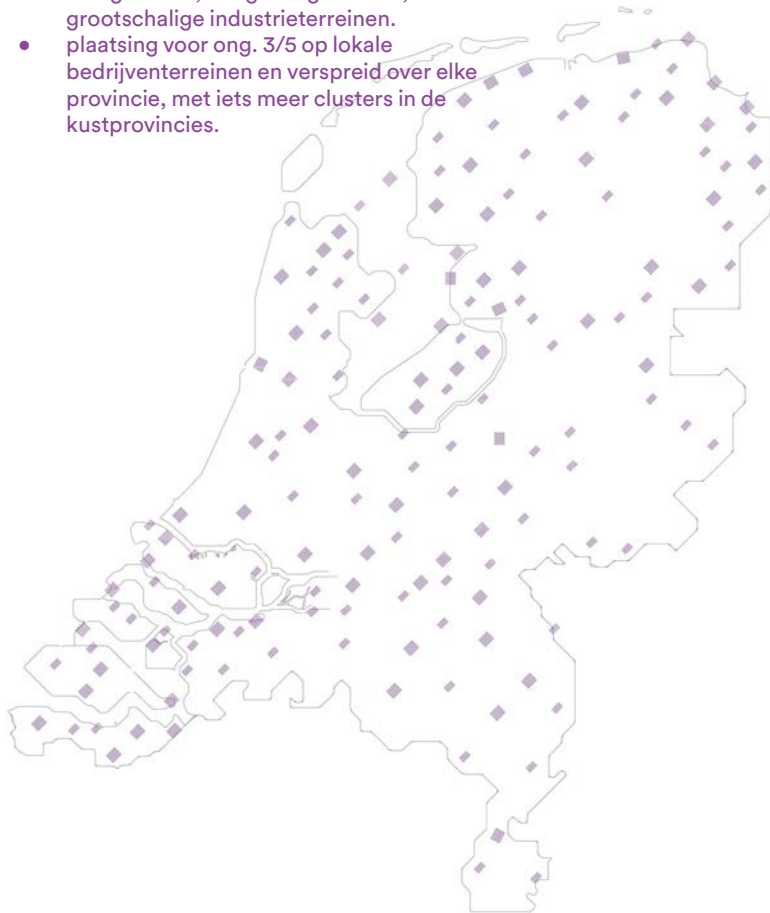 grootschalige industrieterreinen.
● plaatsing voor ong. 3/5 op lokale
bedrijventerreinen en verspreid over elke
provincie, met iets meer clusters in de
kustprovincies.